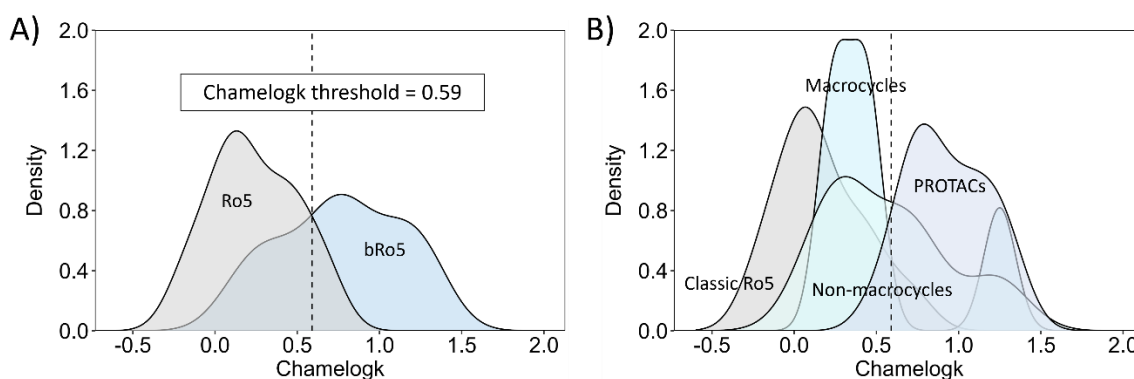 A)
2.0
1.6
1.2
0.8
0.4
0.0
Density
Chamelogk threshold = 0.59
Ro5
bRo5
-0.5 0.0 0.5 1.0 1.5 2.0
Chamelogk
B)
2.0
1.6
1.2
0.8
0.4
0.0
Density
Macrocycles
PROTACs
Classic Ro5
Non-macrocycles
-0.5 0.0 0.5 1.0 1.5 2.0
Chamelogk